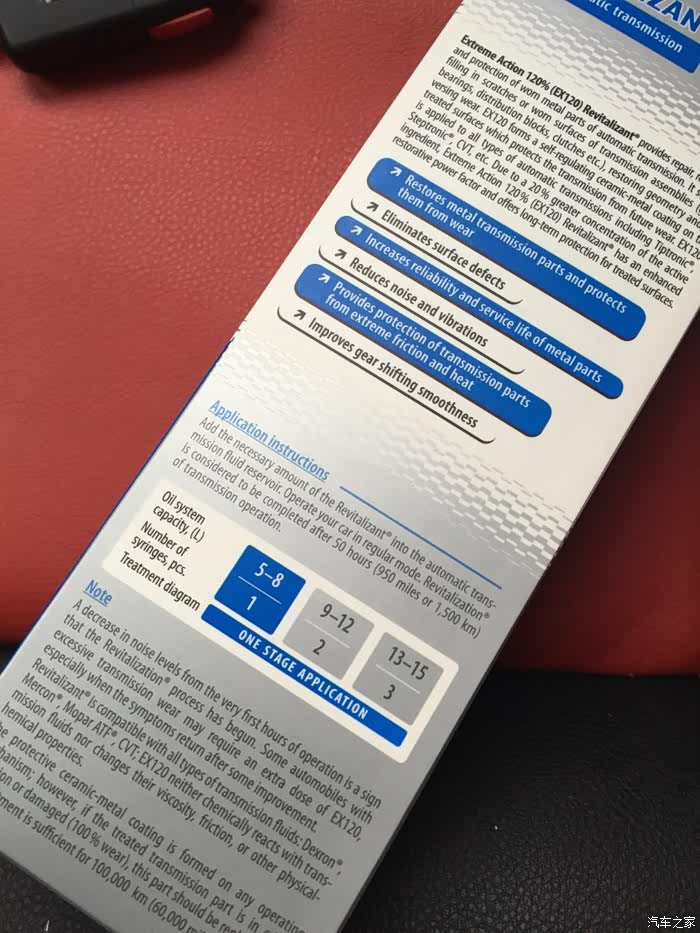 ZAN
atic transmission
Extreme Action 120% (EX120) Revitalizant® provides repair
and protection of worn metal parts of automatic transmission.
filling in scratches or worn surfaces of transmission assemblies
bearings, distribution blocks, clutches etc.), restoring geometry
versing wear. EX120 forms a self-regulating ceramic-metal coating on
treated surfaces which protects the transmission from future wear. EX120
is applied to all types of automatic transmissions including Tiptronic®
Steptronic®, CVT, etc. Due to a 20% greater concentration of the active
ingredient, Extreme Action 120% (EX120) Revitalizant® has an enhanced
restorative power factor and offers long-term protection for treated surfaces.
Restores metal transmission parts and protects
them from wear
Eliminates surface defects
Increases reliability and service life of metal parts
Reduces noise and vibrations
Provides protection of transmission parts
from extreme friction and heat
Improves gear shifting smoothness
Application instructions
Add the necessary amount of the Revitalizant® into the automatic trans-
mission fluid reservoir. Operate your car in regular mode. Revitalization®
is considered to be completed after 50 hours (950 miles or 1,500 km)
of transmission operation.
Oil system
capacity, (L)
5–8
9–12
13–15
Number of
syringes, pcs.
1
2
3
Treatment diagram
ONE STAGE APPLICATION
Note
A decrease in noise levels from the very first hours of operation is a sign
that the Revitalization® process has begun. Some automobiles with
excessive transmission wear may require an extra dose of EX120,
especially when the symptoms return after some improvement.
Revitalizant® is compatible with all types of transmission fluids: Dexron®,
Mercon®, Mopar ATF®, CVT; EX120 neither chemically reacts with trans-
mission fluids nor changes their viscosity, friction, or other physical-
hemical properties.
protective ceramic-metal coating is formed on any operating
hanism; however, if the treated transmission part is in
on or damaged (100% wear), this part should be
ment is sufficient for 100,000 km (60,000
汽车之家